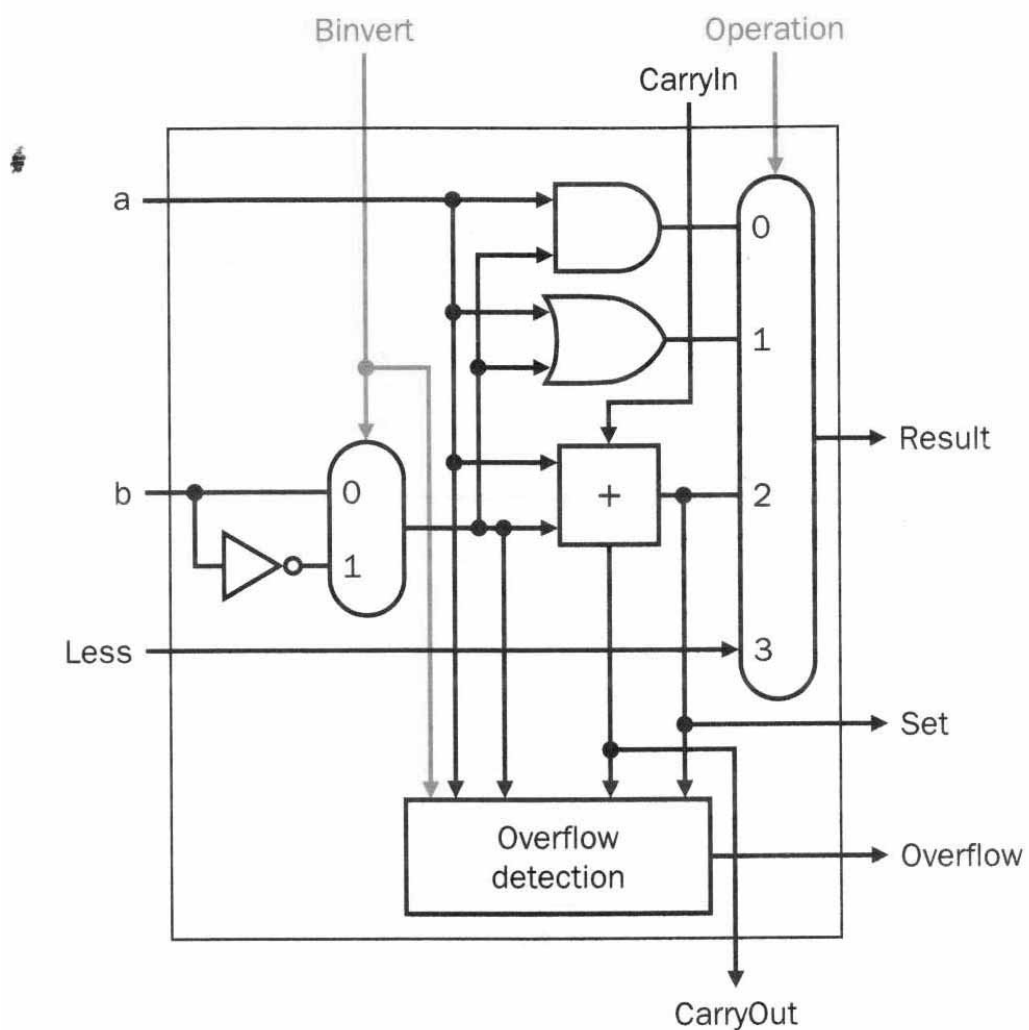 Binvert
Operation
CarryIn
a
0
1
b
0
+
2
1
Less
3
Result
Set
Overflow
detection
Overflow
CarryOut